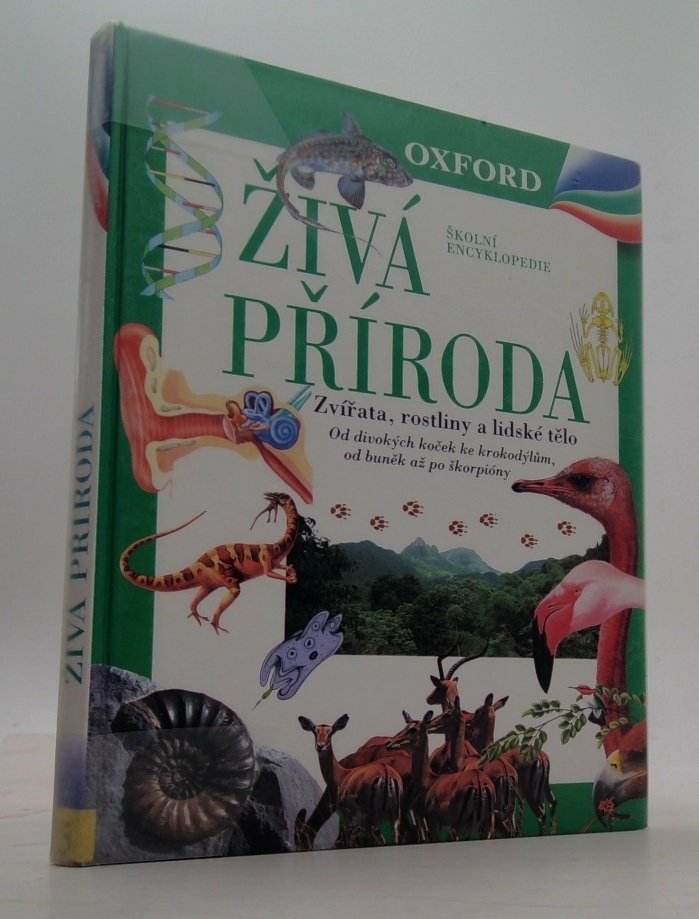 OXFORD
ŽIVÁ
ŠKOLNÍ
ENCYKLOPEDIE
PŘÍRODA
Zvířata, rostliny a lidské tělo
Od divokých koček ke krokodýlům,
od buněk až po škorpióny
ŽIVÁ PŘÍRODA